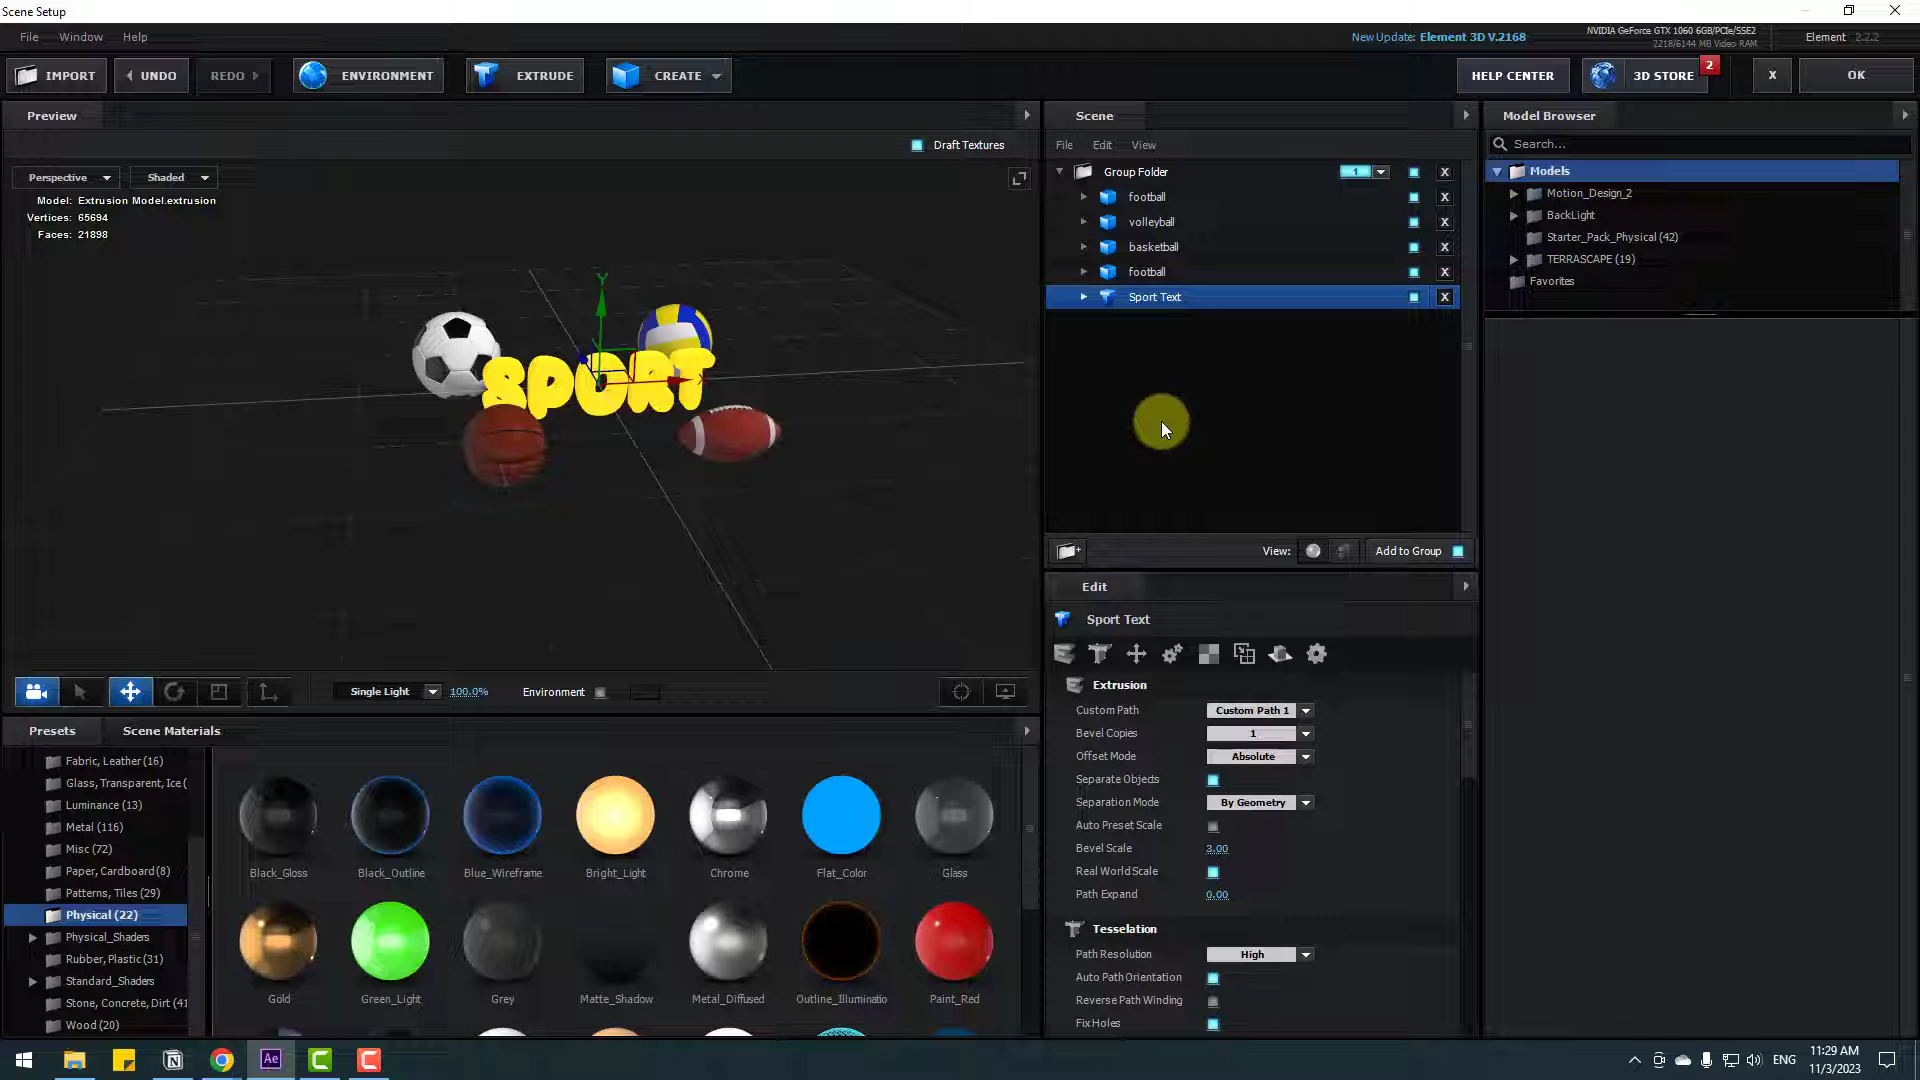 Scene Setup
File Window Help
New Update: Element 3D V.2168
NVIDIA GeForce GTX 1060 6GB/PCIe/SSE2
2218/6144 MB Video RAM
Element 2.2.2
IMPORT UNDO REDO ENVIRONMENT EXTRUDE CREATE HELP CENTER 3D STORE 2 X OK
Preview
Draft Textures
Perspective Shaded
Model: Extrusion Model.extrusion
Vertices: 65694
Faces: 21898
Y
SPORT
X
Single Light 100.0% Environment
Presets Scene Materials
Fabric, Leather (16)
Glass, Transparent, Ice (
Luminance (13)
Metal (116)
Misc (72)
Paper, Cardboard (8)
Patterns, Tiles (29)
Physical (22)
Physical_Shaders
Rubber, Plastic (31)
Standard_Shaders
Stone, Concrete, Dirt (41
Wood (20)
Black_Gloss Black_Outline Blue_Wireframe Bright_Light Chrome Flat_Color Glass
Gold Green_Light Grey Matte_Shadow Metal_Diffused Outline_Illuminatio Paint_Red
Scene
File Edit View
Group Folder 1 X
football X
volleyball X
basketball X
football X
Sport Text X
View: Add to Group
Edit
Sport Text
Extrusion
Custom Path Custom Path 1
Bevel Copies 1
Offset Mode Absolute
Separate Objects
Separation Mode By Geometry
Auto Preset Scale
Bevel Scale 3.00
Real World Scale
Path Expand 0.00
Tesselation
Path Resolution High
Auto Path Orientation
Reverse Path Winding
Fix Holes
Model Browser
Search...
Models
Motion_Design_2
BackLight
Starter_Pack_Physical (42)
TERRASCAPE (19)
Favorites
Ae
ENG
11:29 AM
11/3/2023